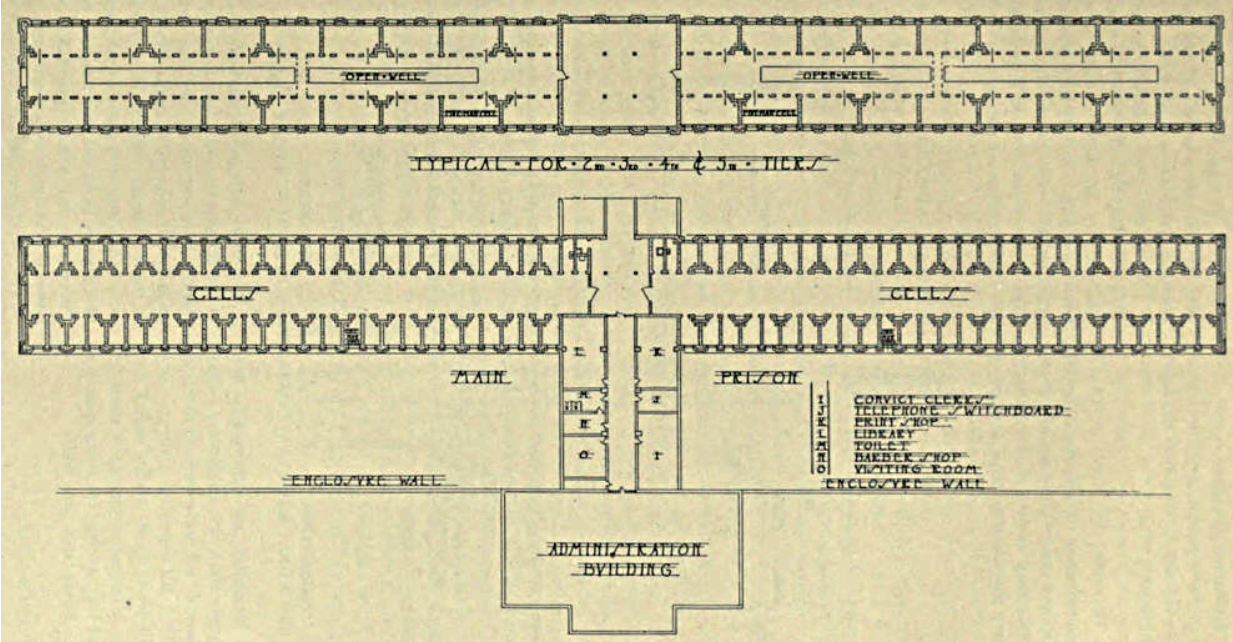 OPEN-WELL OPEN-WELL
TYPICAL - FOR - 2ND - 3RD - 4TH & 5TH - TIERS
CELLS CELLS
L K
MAIN PRISON
M J
N
O I
I CONVICT CLERKS
J TELEPHONE SWITCHBOARD
K PRINT SHOP
L LIBRARY
M TOILET
N BARBER SHOP
O VISITING ROOM
ENCLOSURE WALL ENCLOSURE WALL
ADMINISTRATION
BUILDING